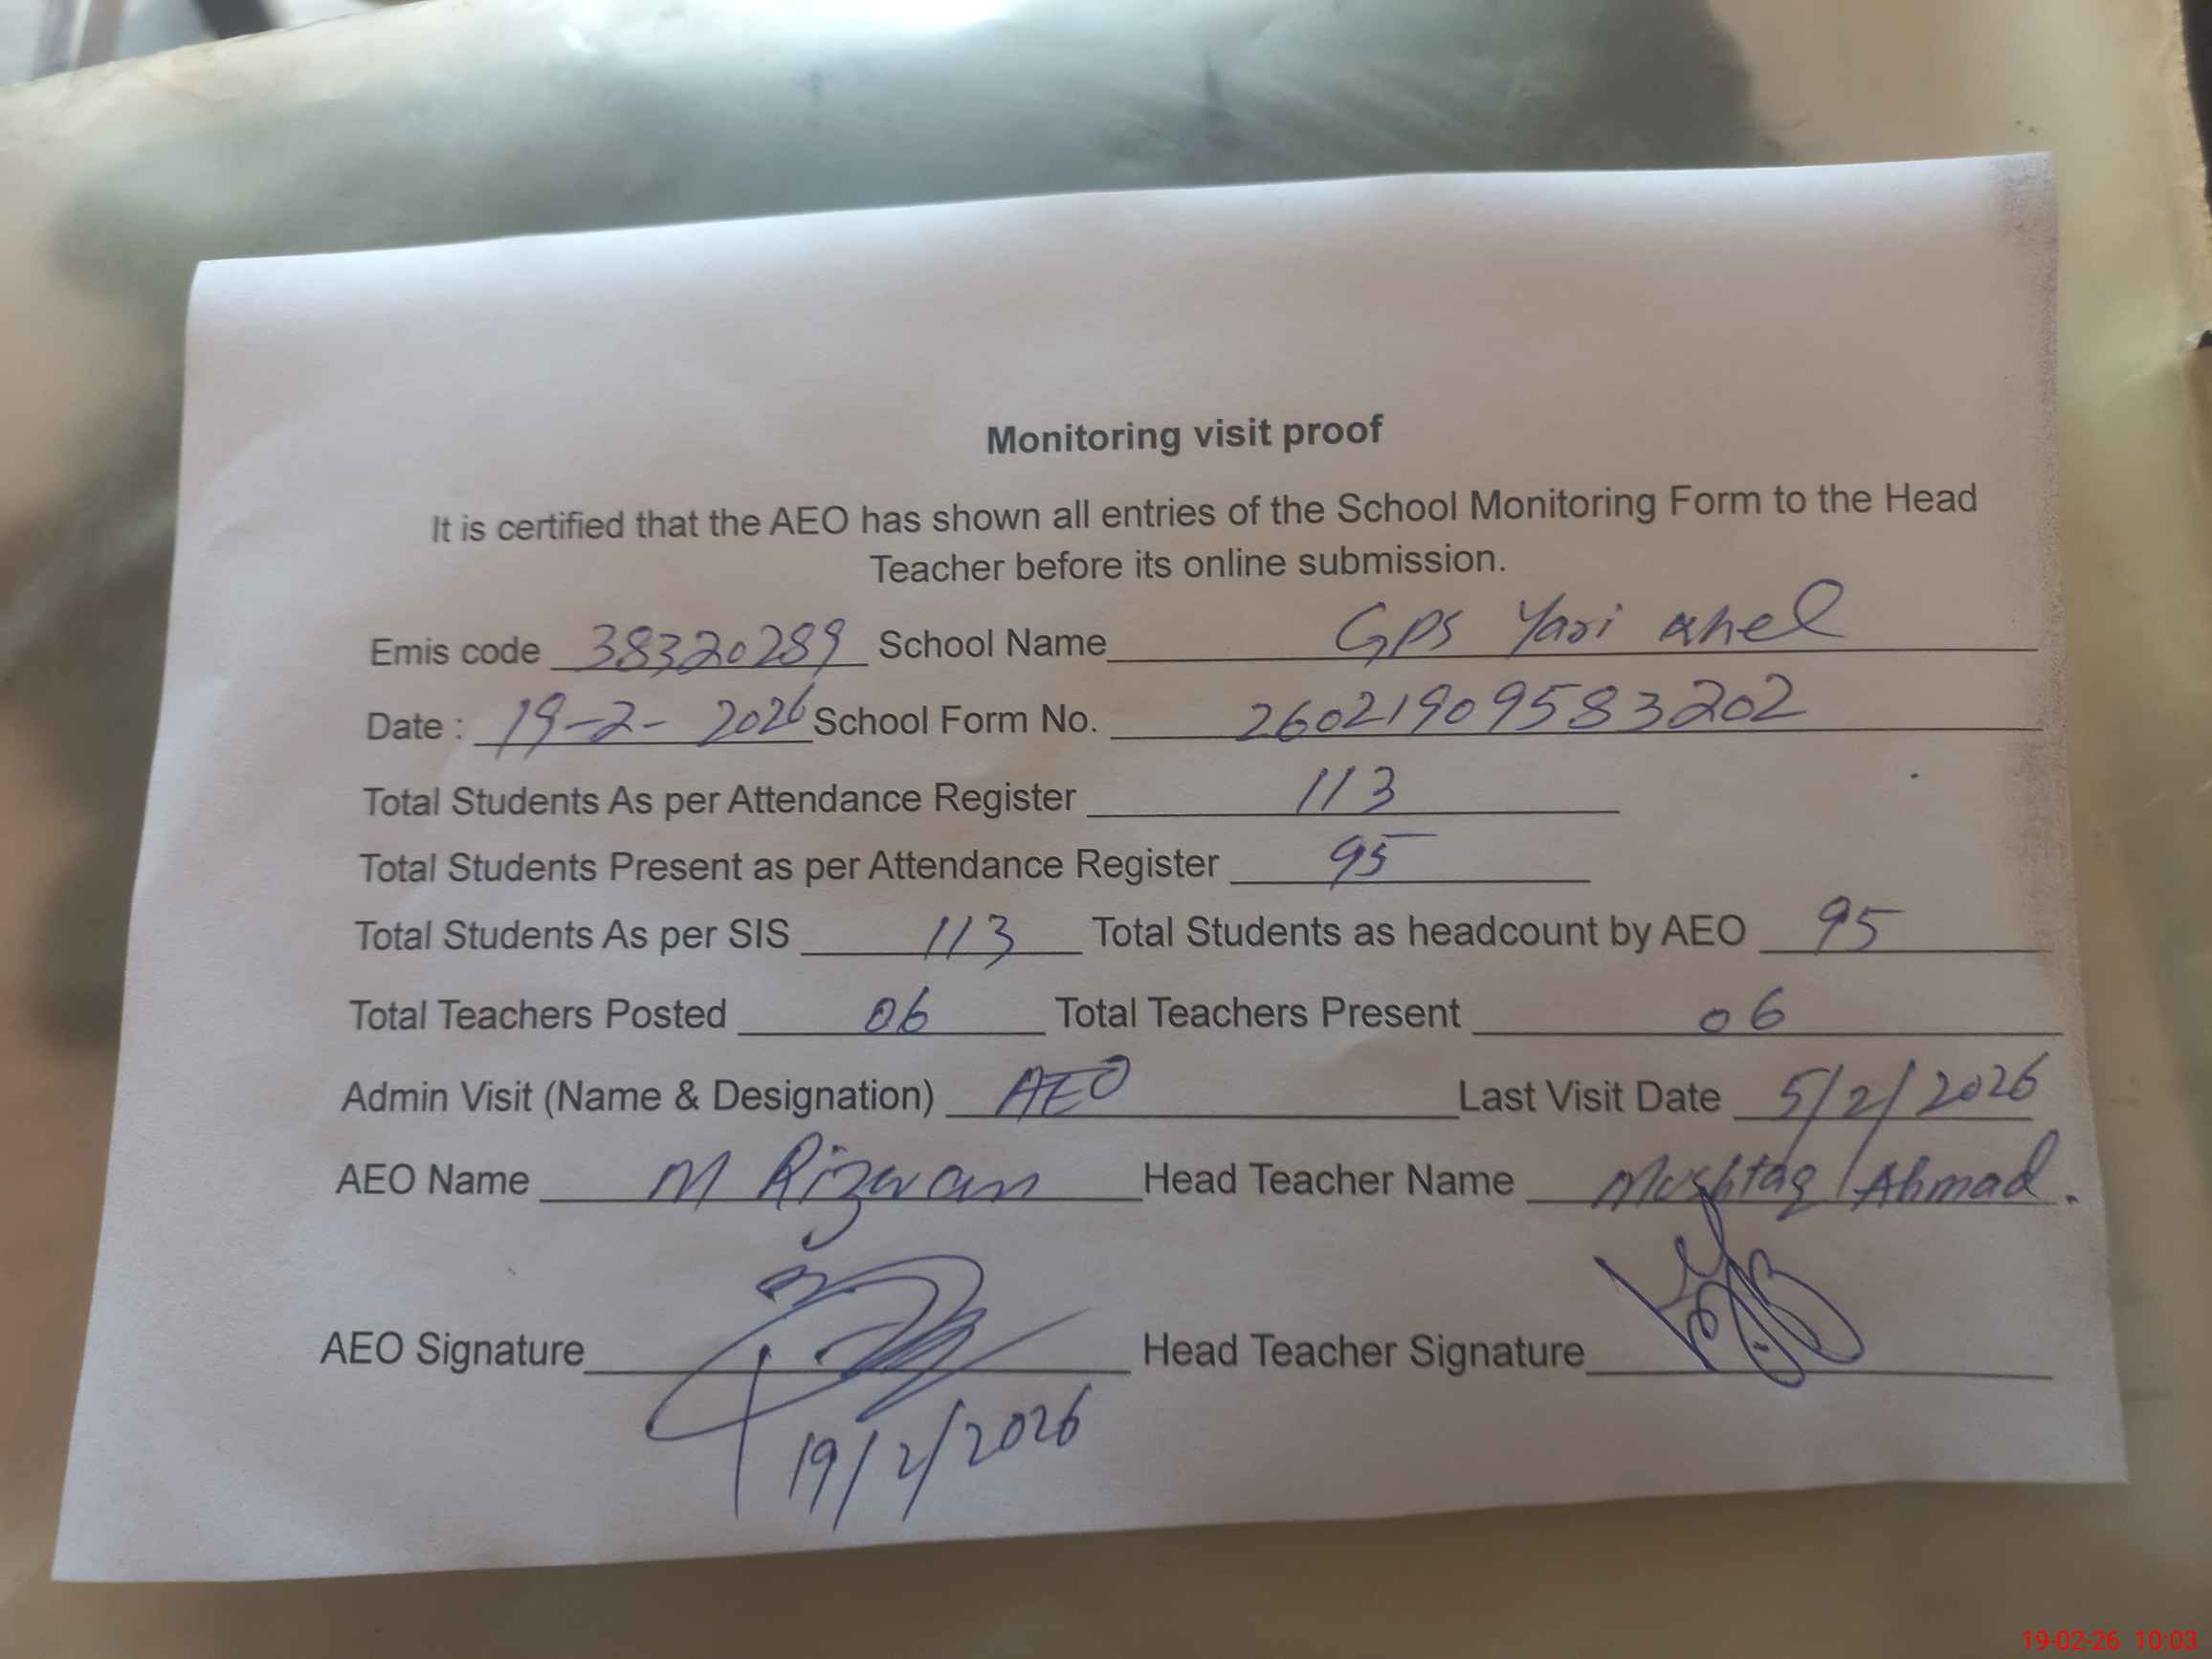 Monitoring visit proof
It is certified that the AEO has shown all entries of the School Monitoring Form to the Head
Teacher before its online submission.
Emis code 38320289 School Name GPS Yari Khel
Date : 19-2-2026 School Form No. 26021909583202
Total Students As per Attendance Register 113
Total Students Present as per Attendance Register 95
Total Students As per SIS 113 Total Students as headcount by AEO 95
Total Teachers Posted 06 Total Teachers Present 06
Admin Visit (Name & Designation) AEO Last Visit Date 5/2/2026
AEO Name M Rizwan Head Teacher Name Mushtaq Ahmad.
AEO Signature Head Teacher Signature
19/2/2026
19-02-26 10:03